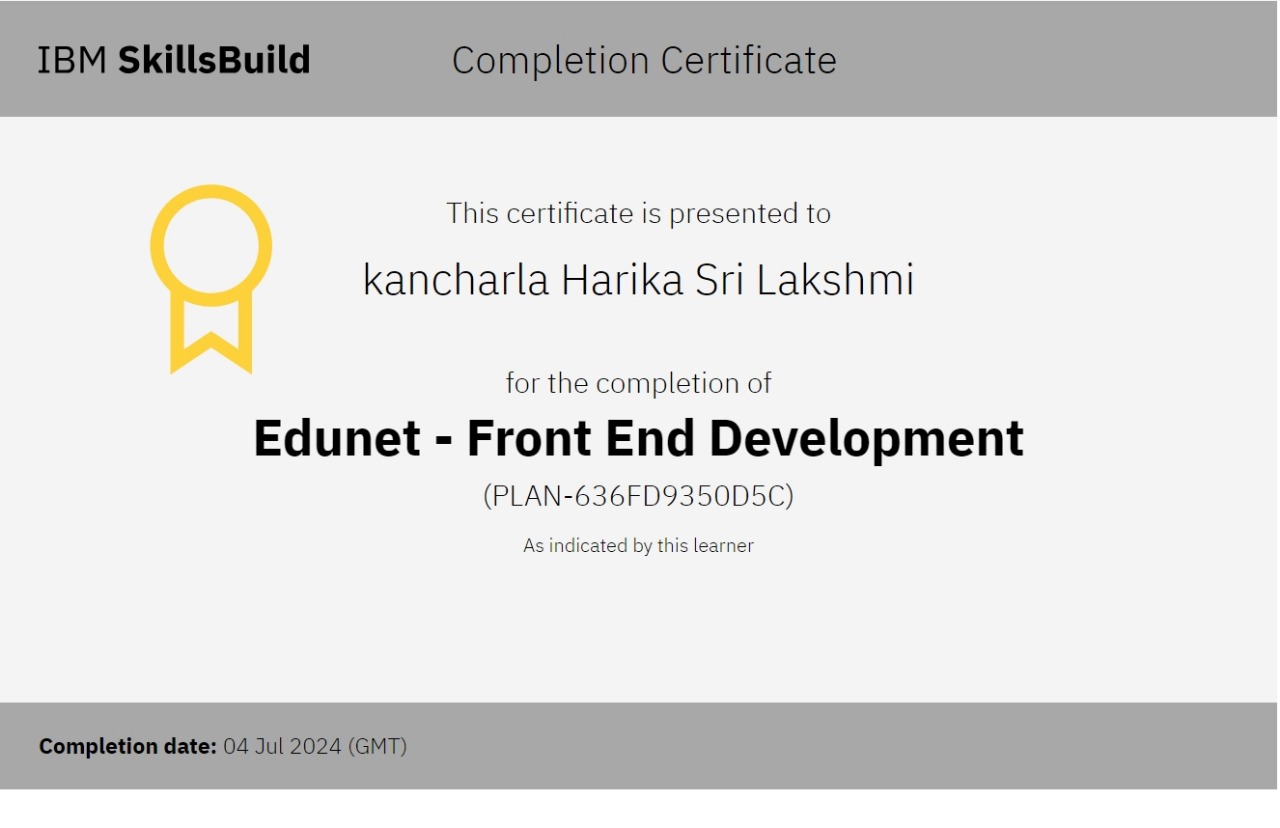 IBM SkillsBuild Completion Certificate
This certificate is presented to
kancharla Harika Sri Lakshmi
for the completion of
Edunet - Front End Development
(PLAN-636FD9350D5C)
As indicated by this learner
Completion date: 04 Jul 2024 (GMT)